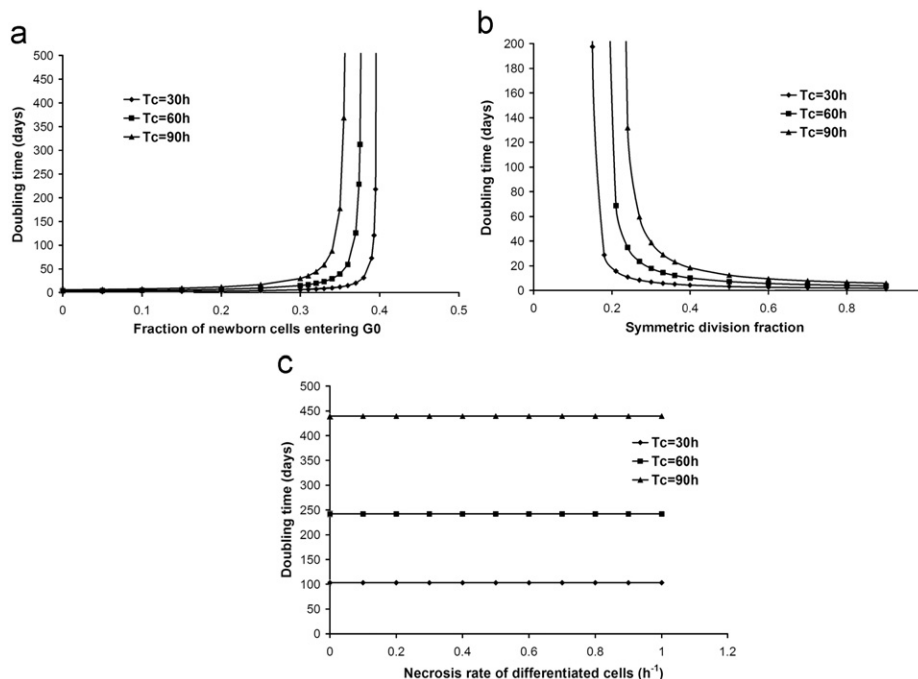 a
Doubling time (days)
500
450
400
350
300
250
200
150
100
50
0
0
0.1
0.2
0.3
0.4
0.5
Fraction of newborn cells entering G0
Tc=30h
Tc=60h
Tc=90h
b
Doubling time (days)
200
180
160
140
120
100
80
60
40
20
0
0
0.2
0.4
0.6
0.8
Symmetric division fraction
Tc=30h
Tc=60h
Tc=90h
c
Doubling time (days)
500
450
400
350
300
250
200
150
100
50
0
0
0.2
0.4
0.6
0.8
1
1.2
Necrosis rate of differentiated cells (h⁻¹)
Tc=30h
Tc=60h
Tc=90h